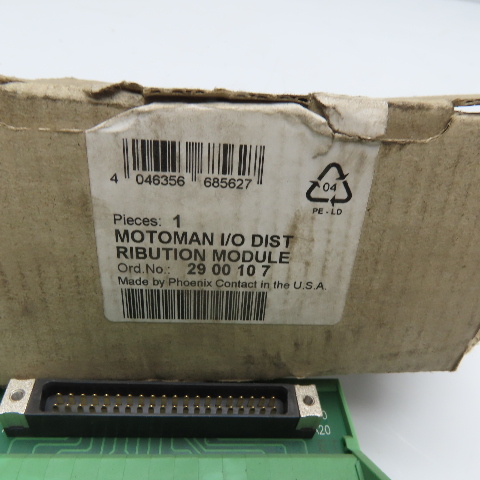 4 046356 685627
04
PE - LD
Pieces: 1
MOTOMAN I/O DIST
RIBUTION MODULE
Ord.No.: 29 00 10 7
Made by Phoenix Contact in the U.S.A.